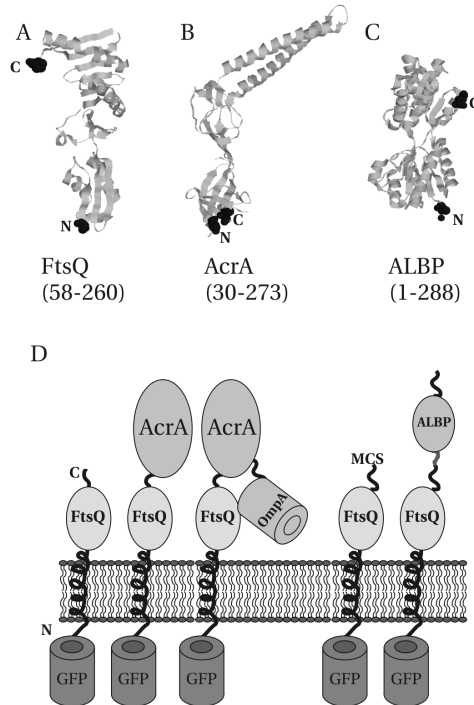 A
B
C
C
N
C
N
C
N
FtsQ
(58-260)
AcrA
(30-273)
ALBP
(1-288)
D
AcrA
AcrA
ALBP
C
MCS
FtsQ
FtsQ
FtsQ
OmpA
FtsQ
FtsQ
N
GFP
GFP
GFP
GFP
GFP